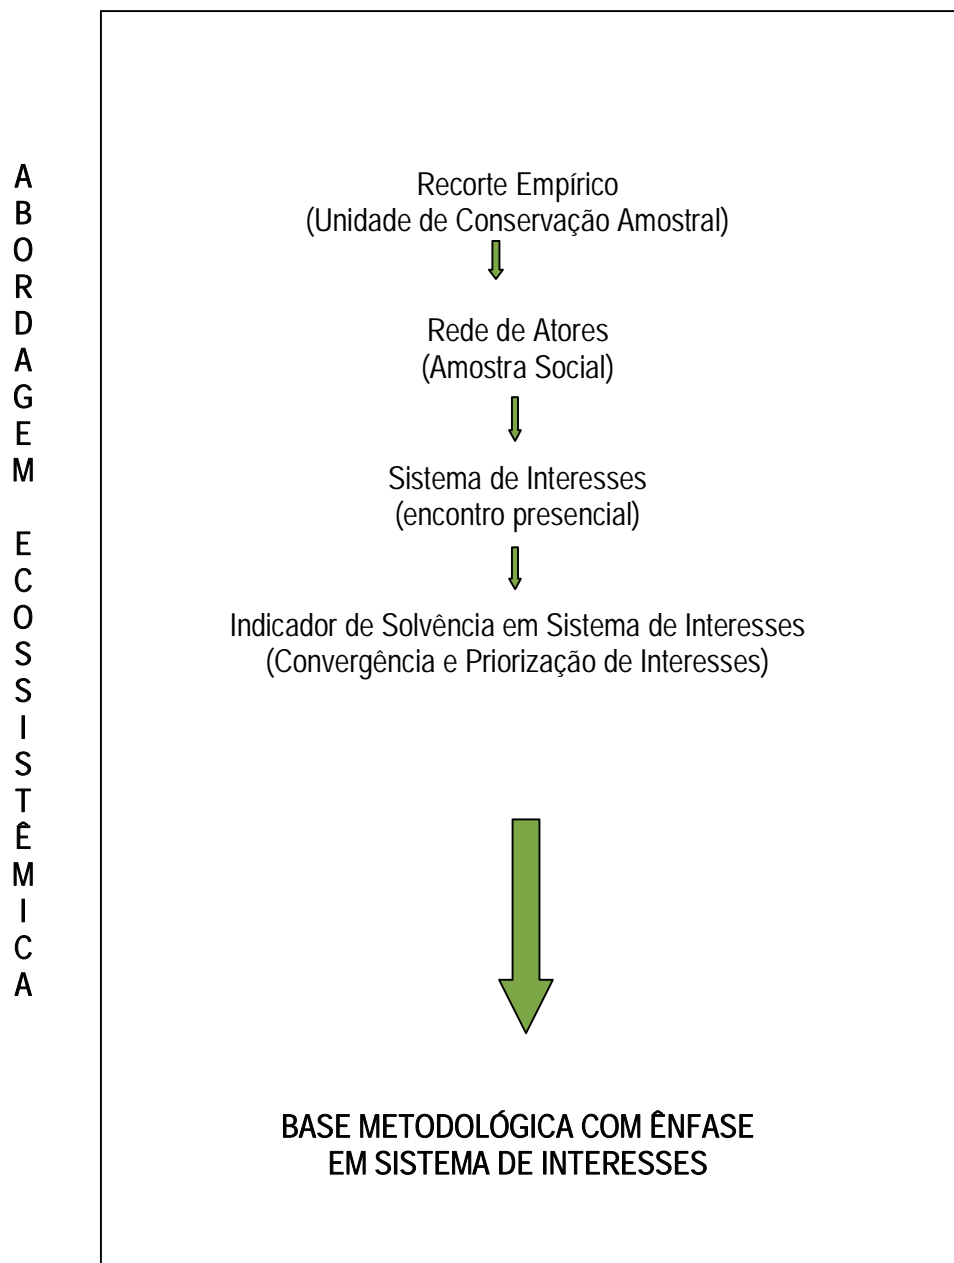 ABORDAGEM ECOSSISTÊMICA
Recorte Empírico
(Unidade de Conservação Amostral)
Rede de Atores
(Amostra Social)
Sistema de Interesses
(encontro presencial)
Indicador de Solvência em Sistema de Interesses
(Convergência e Priorização de Interesses)
BASE METODOLÓGICA COM ÊNFASE
EM SISTEMA DE INTERESSES